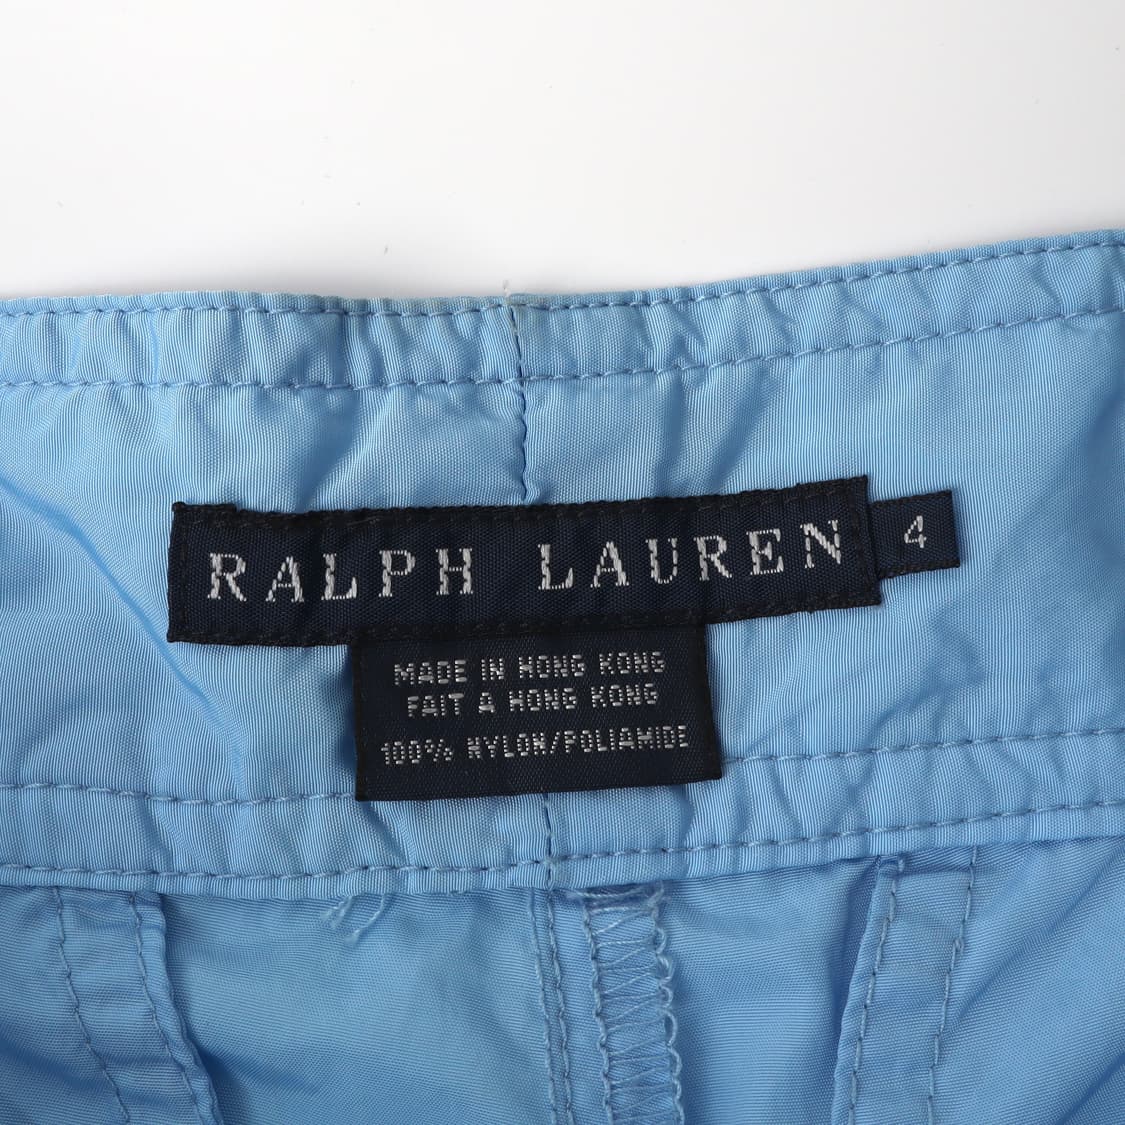 RALPH LAUREN
4
MADE IN HONG KONG
FAIT A HONG KONG
100% NYLON/POLIAMIDE